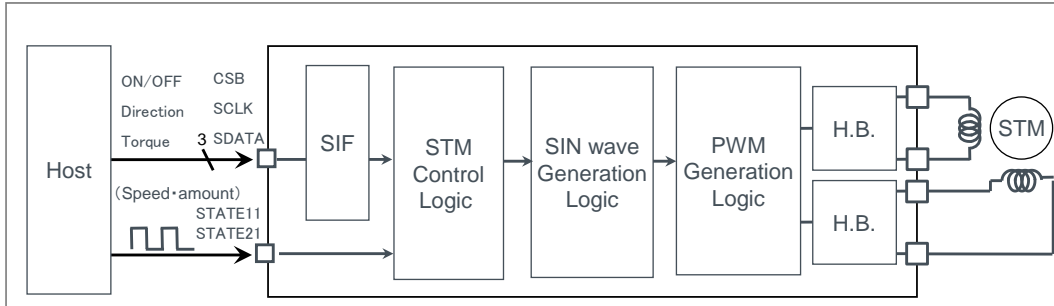 Host
ON/OFF
Direction
Torque
CSB
SCLK
SDATA
3
(Speed・amount)
STATE11
STATE21
SIF
STM
Control
Logic
SIN wave
Generation
Logic
PWM
Generation
Logic
H.B.
H.B.
STM